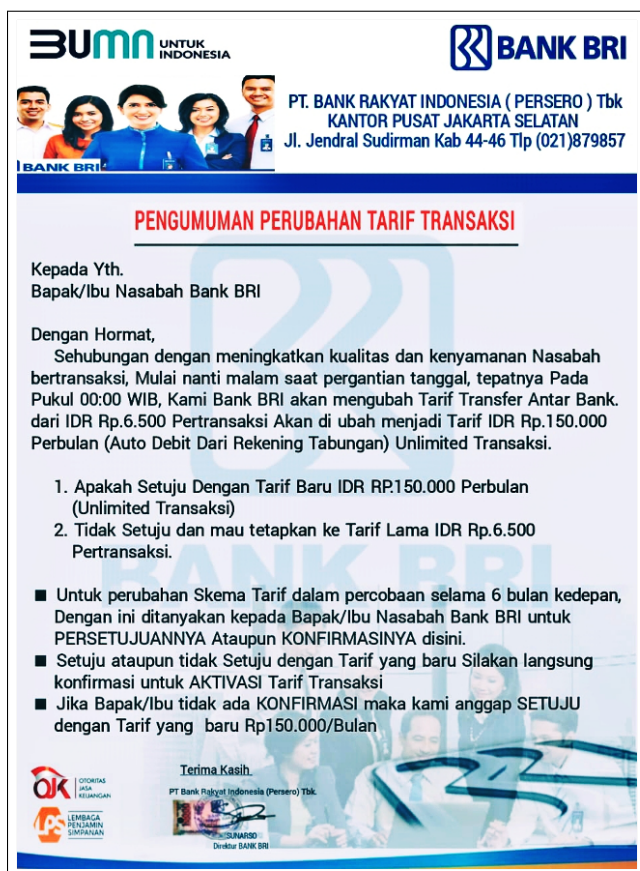 BUMN UNTUK
INDONESIA
BANK BRI
BANK BRI
PT. BANK RAKYAT INDONESIA ( PERSERO ) Tbk
KANTOR PUSAT JAKARTA SELATAN
Jl. Jendral Sudirman Kab 44-46 Tlp (021)879857
PENGUMUMAN PERUBAHAN TARIF TRANSAKSI
Kepada Yth.
Bapak/Ibu Nasabah Bank BRI
Dengan Hormat,
Sehubungan dengan meningkatkan kualitas dan kenyamanan Nasabah
bertransaksi, Mulai nanti malam saat pergantian tanggal, tepatnya Pada
Pukul 00:00 WIB, Kami Bank BRI akan mengubah Tarif Transfer Antar Bank.
dari IDR Rp.6.500 Pertransaksi Akan di ubah menjadi Tarif IDR Rp.150.000
Perbulan (Auto Debit Dari Rekening Tabungan) Unlimited Transaksi.
1. Apakah Setuju Dengan Tarif Baru IDR RP.150.000 Perbulan
(Unlimited Transaksi)
2. Tidak Setuju dan mau tetapkan ke Tarif Lama IDR Rp.6.500
Pertransaksi.
BANK BRI
■ Untuk perubahan Skema Tarif dalam percobaan selama 6 bulan kedepan,
Dengan ini ditanyakan kepada Bapak/Ibu Nasabah Bank BRI untuk
PERSETUJUANNYA Ataupun KONFIRMASINYA disini.
■ Setuju ataupun tidak Setuju dengan Tarif yang baru Silakan langsung
konfirmasi untuk AKTIVASI Tarif Transaksi
■ Jika Bapak/Ibu tidak ada KONFIRMASI maka kami anggap SETUJU
dengan Tarif yang baru Rp150.000/Bulan
Terima Kasih
PT Bank Rakyat Indonesia (Persero) Tbk.
OJK OTORITAS
JASA
KEUANGAN
LPS LEMBAGA
PENJAMIN
SIMPANAN
SUNARSO
Direktur BANK BRI